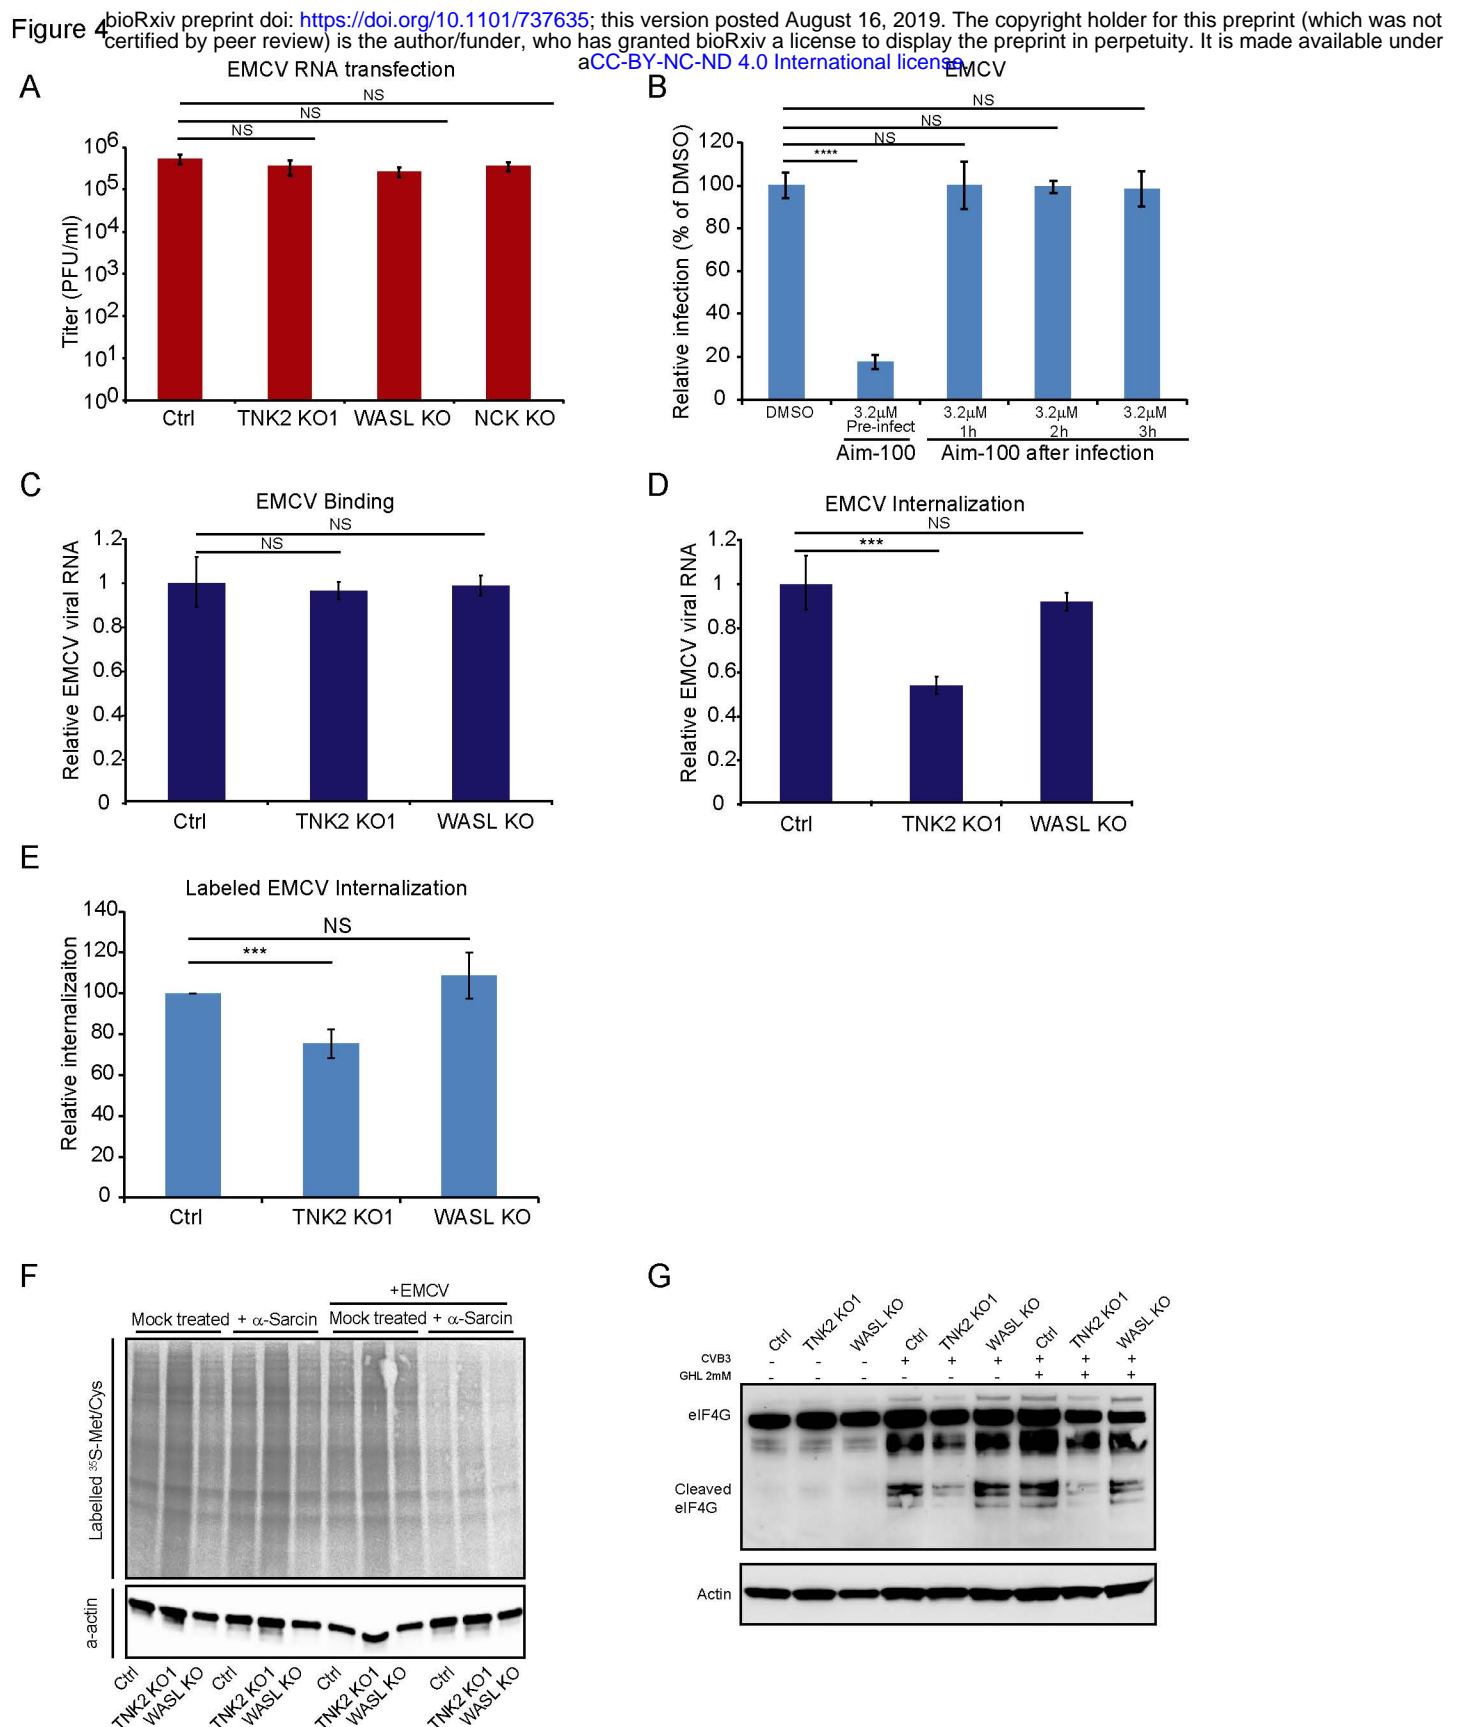 Figure 4
bioRxiv preprint doi: https://doi.org/10.1101/737635; this version posted August 16, 2019. The copyright holder for this preprint (which was not
certified by peer review) is the author/funder, who has granted bioRxiv a license to display the preprint in perpetuity. It is made available under
aCC-BY-NC-ND 4.0 International license.
A
EMCV RNA transfection
NS
NS
NS
Titer (PFU/ml)
10^6
10^5
10^4
10^3
10^2
10^1
10^0
Ctrl TNK2 KO1 WASL KO NCK KO
B
EMCV
NS
NS
NS
****
Relative infection (% of DMSO)
120
100
80
60
40
20
0
DMSO 3.2µM 3.2µM 3.2µM 3.2µM
Pre-infect 1h 2h 3h
Aim-100 Aim-100 after infection
C
EMCV Binding
NS
NS
Relative EMCV viral RNA
1.2
1
0.8
0.6
0.4
0.2
0
Ctrl TNK2 KO1 WASL KO
D
EMCV Internalization
NS
***
Relative EMCV viral RNA
1.2
1
0.8
0.6
0.4
0.2
0
Ctrl TNK2 KO1 WASL KO
E
Labeled EMCV Internalization
NS
***
Relative internalizaiton
140
120
100
80
60
40
20
0
Ctrl TNK2 KO1 WASL KO
F
+EMCV
Mock treated + α-Sarcin Mock treated + α-Sarcin
Labelled 35S-Met/Cys
a-actin
Ctrl TNK2 KO1 WASL KO Ctrl TNK2 KO1 WASL KO Ctrl TNK2 KO1 WASL KO Ctrl TNK2 KO1 WASL KO
G
Ctrl TNK2 KO1 WASL KO Ctrl TNK2 KO1 WASL KO Ctrl TNK2 KO1 WASL KO
CVB3 - - - + + + + + +
GHL 2mM - - - - - - + + +
eIF4G
Cleaved
eIF4G
Actin